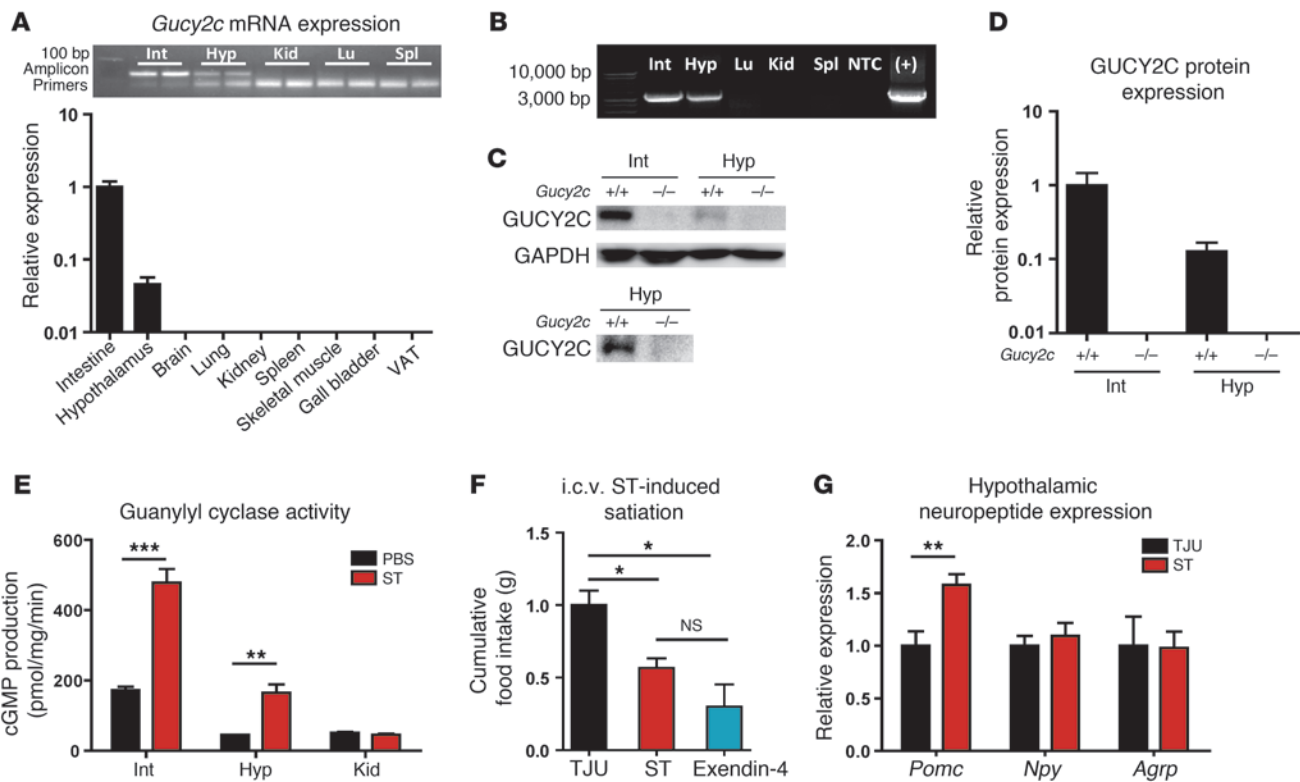 A
Gucy2c mRNA expression
100 bp
Amplicon
Primers
Int Hyp Kid Lu Spl
Relative expression
10
1
0.1
0.01
Intestine
Hypothalamus
Brain
Lung
Kidney
Spleen
Skeletal muscle
Gall bladder
VAT
B
10,000 bp
3,000 bp
Int Hyp Lu Kid Spl NTC (+)
C
Int Hyp
Gucy2c +/+ –/– +/+ –/–
GUCY2C
GAPDH
Hyp
Gucy2c +/+ –/–
GUCY2C
D
GUCY2C protein
expression
Relative
protein expression
10
1
0.1
0.01
Gucy2c +/+ –/– +/+ –/–
Int Hyp
E
Guanylyl cyclase activity
cGMP production
(pmol/mg/min)
600
400
200
0
***
**
PBS
ST
Int Hyp Kid
F
i.c.v. ST-induced
satiation
Cumulative
food intake (g)
1.5
1.0
0.5
0.0
*
*
NS
TJU ST Exendin-4
G
Hypothalamic
neuropeptide expression
Relative expression
2.0
1.5
1.0
0.5
0.0
**
TJU
ST
Pomc Npy Agrp